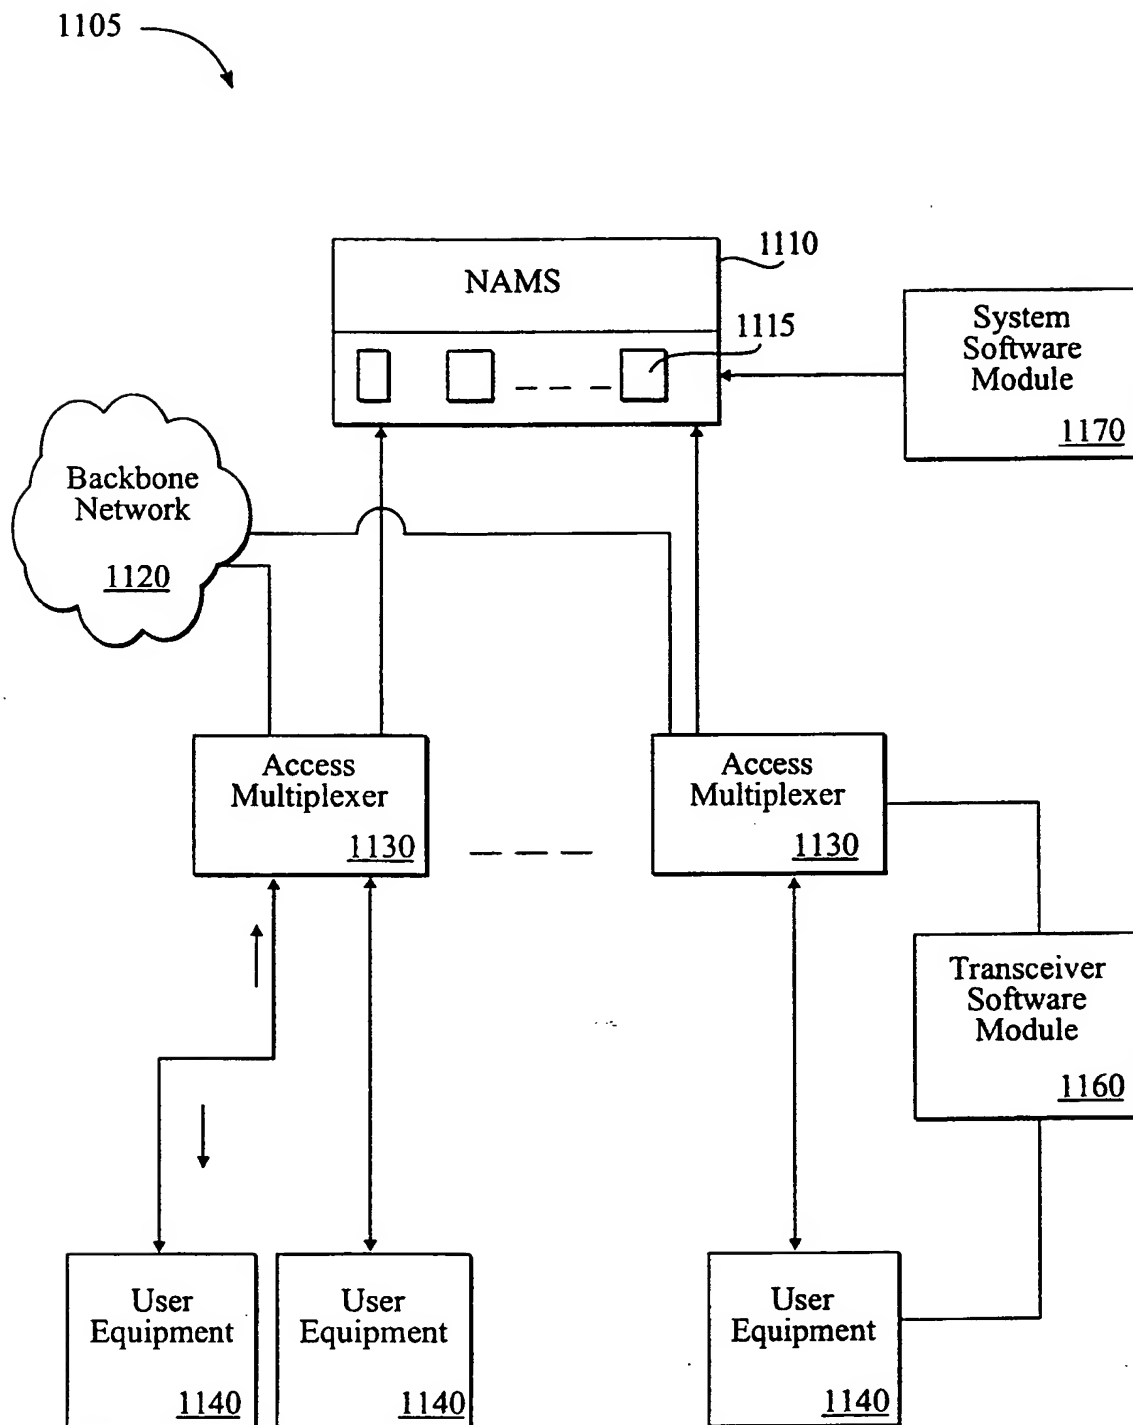 1105
1110
NAMS
1115
System
Software
Module
1170
Backbone
Network
1120
Access
Multiplexer
1130
Access
Multiplexer
1130
Transceiver
Software
Module
1160
User
Equipment
1140
User
Equipment
1140
User
Equipment
1140